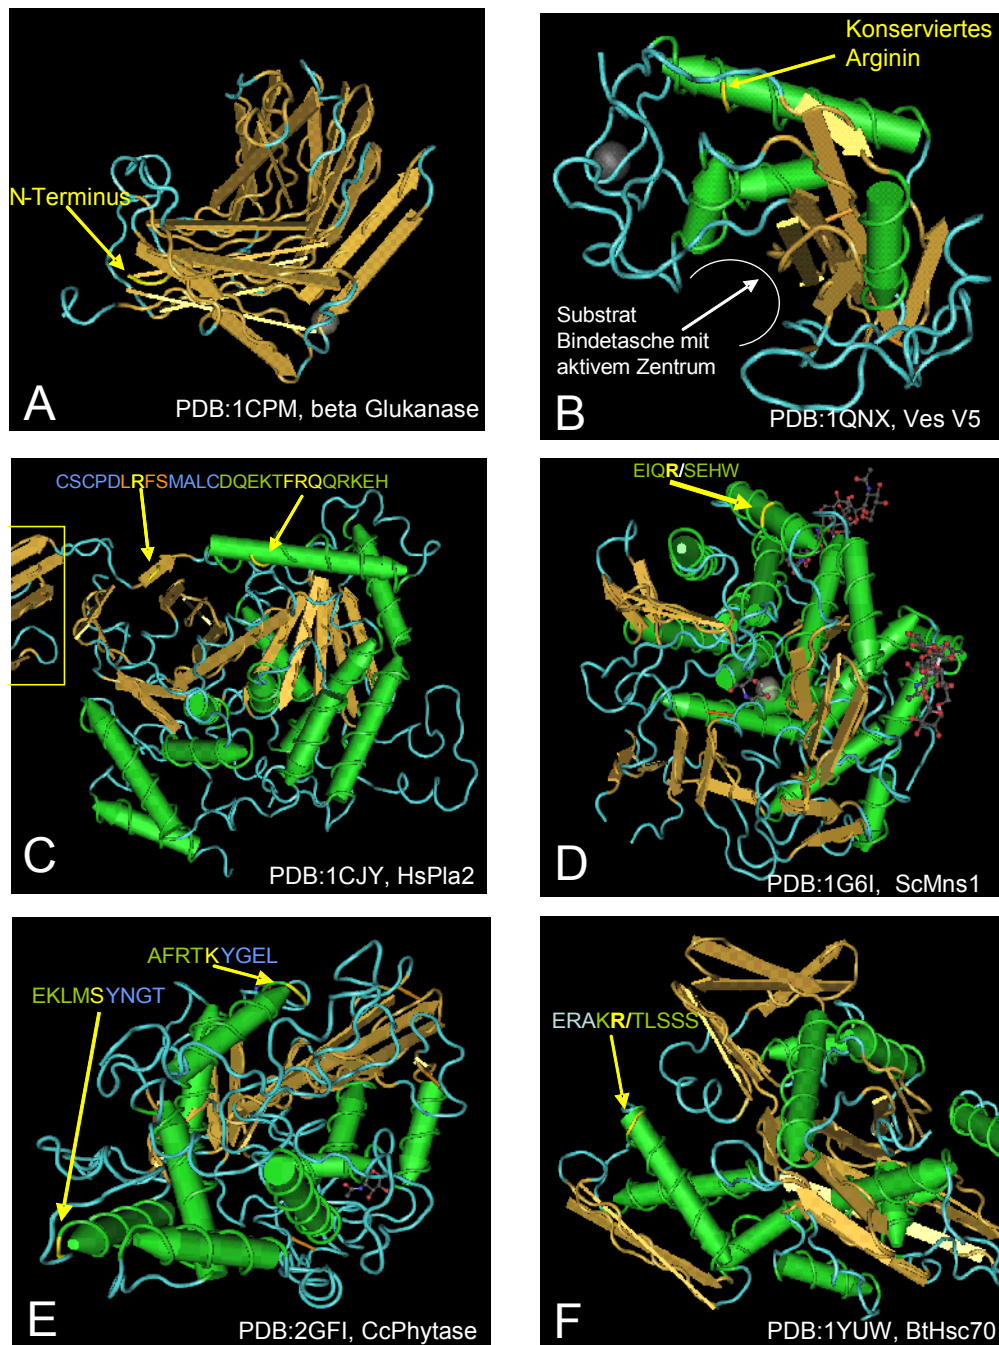 N-Terminus
A
PDB:1CPM, beta Glukanase
Konserviertes
Arginin
Substrat
Bindetasche mit
aktivem Zentrum
B
PDB:1QNX, Ves V5
CSCPDLRFSMALCDQEKTFRQQRKEH
C
PDB:1CJY, HsPla2
EIQR/SEHW
D
PDB:1G6I, ScMns1
AFRTKYGEL
EKLMSYNGT
E
PDB:2GFI, CcPhytase
ERAKR/TLSSS
F
PDB:1YUW, BtHsc70